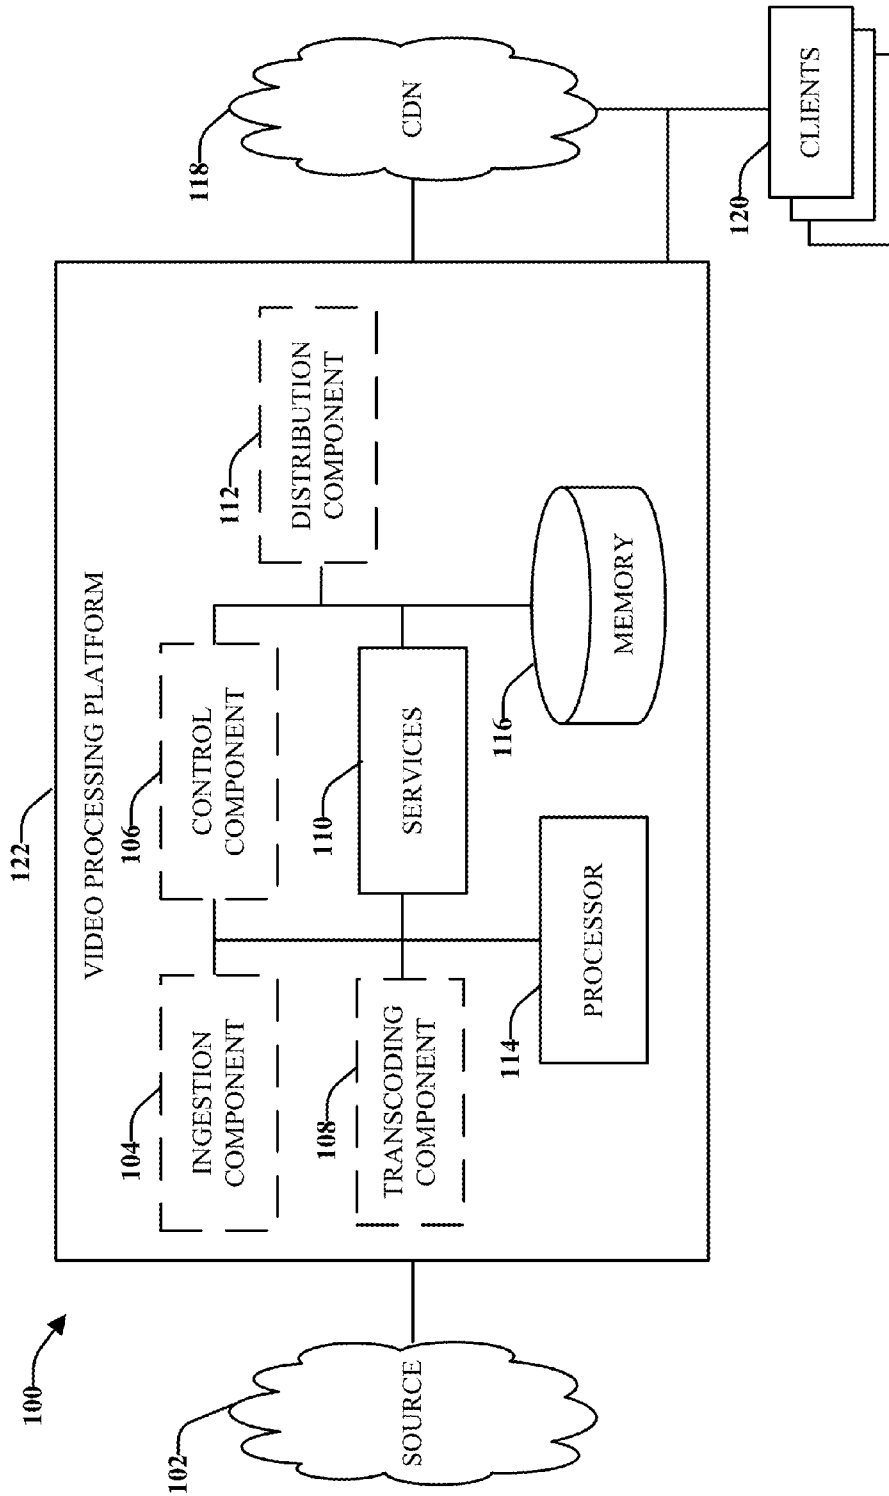 100
122
VIDEO PROCESSING PLATFORM
102
SOURCE
104
INGESTION
COMPONENT
106
CONTROL
COMPONENT
112
DISTRIBUTION
COMPONENT
118
CDN
108
TRANSCODING
COMPONENT
110
SERVICES
114
PROCESSOR
116
MEMORY
120
CLIENTS